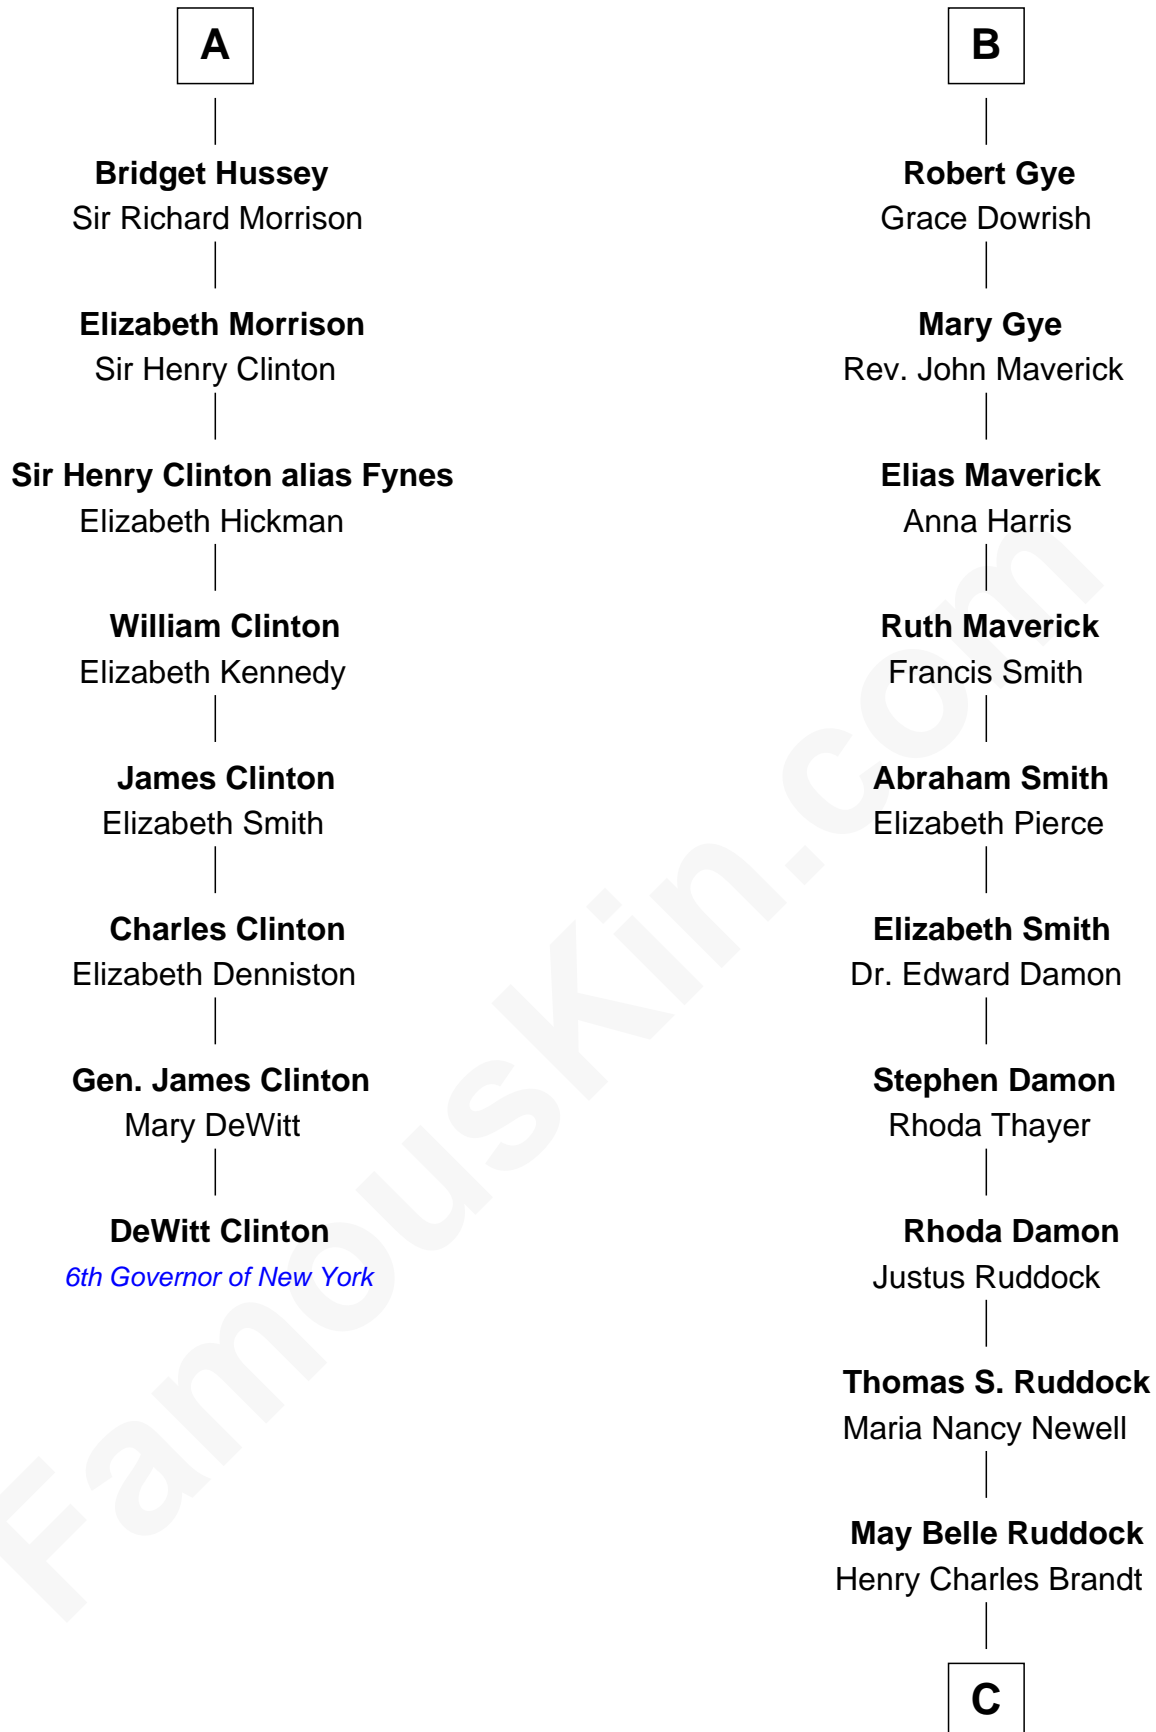 A
Bridget Hussey
Sir Richard Morrison
Elizabeth Morrison
Sir Henry Clinton
Sir Henry Clinton alias Fynes
Elizabeth Hickman
William Clinton
Elizabeth Kennedy
James Clinton
Elizabeth Smith
Charles Clinton
Elizabeth Denniston
Gen. James Clinton
Mary DeWitt
DeWitt Clinton
6th Governor of New York
B
Robert Gye
Grace Dowrish
Mary Gye
Rev. John Maverick
Elias Maverick
Anna Harris
Ruth Maverick
Francis Smith
Abraham Smith
Elizabeth Pierce
Elizabeth Smith
Dr. Edward Damon
Stephen Damon
Rhoda Thayer
Rhoda Damon
Justus Ruddock
Thomas S. Ruddock
Maria Nancy Newell
May Belle Ruddock
Henry Charles Brandt
C
FamousKin.com